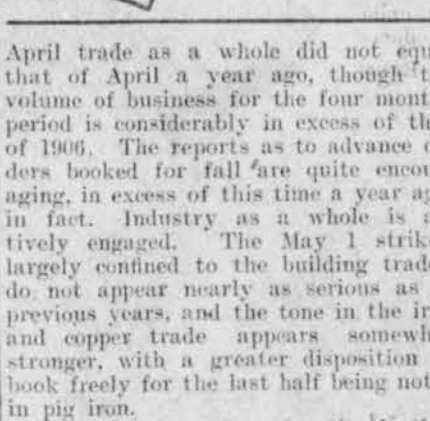 April trade as a whole did not equ
that of April a year ago, though t
volume of business for the four mont
period is considerably in excess of th
of 1906. The reports as to advance o
ders booked for fall are quite encou
aging, in excess of this time a year ag
in fact. Industry as a whole is a
tively engaged. The May 1 strike
largely confined to the building trade
do not appear nearly as serious as
previous years, and the tone in the ir
and copper trade appears somewh
stronger, with a greater disposition
book freely for the last half being not
in pig iron.